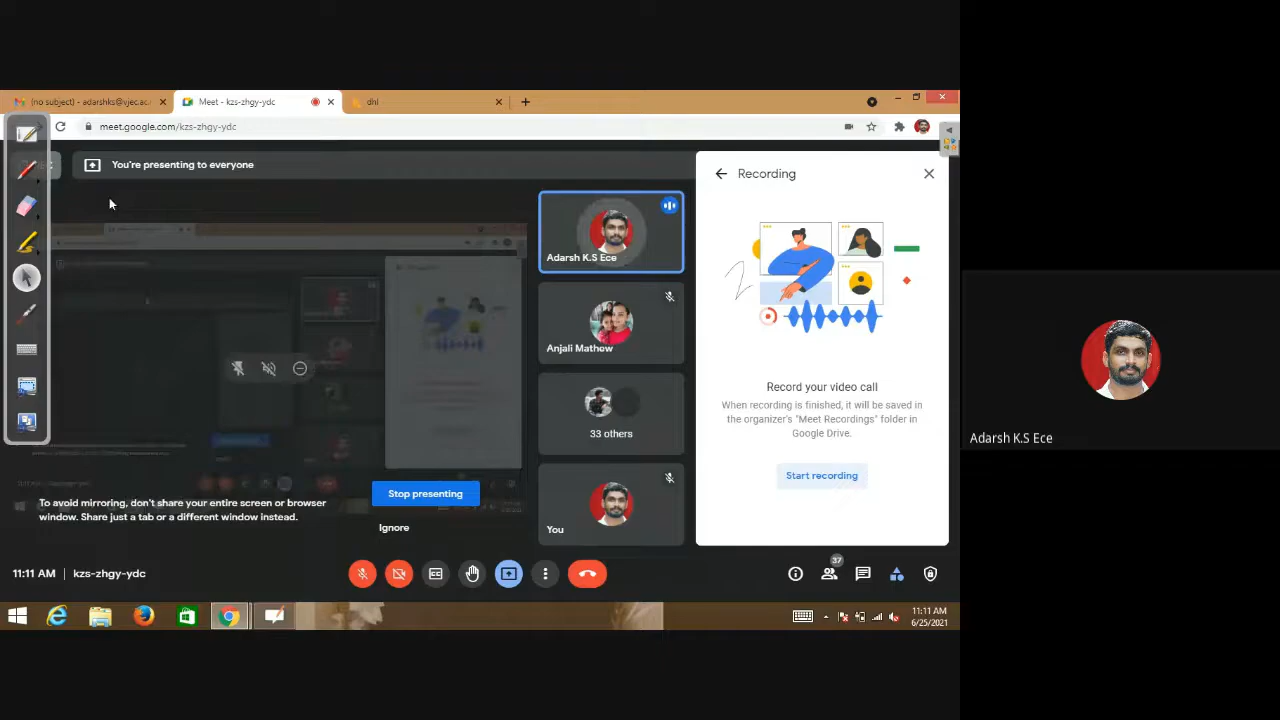 (no subject) - adarshks@vjec.ac.
Meet - kzs-zhgy-ydc
dhl
meet.google.com/kzs-zhgy-ydc
You're presenting to everyone
Recording
Adarsh K.S Ece
Anjali Mathow
33 others
You
Record your video call
When recording is finished, it will be saved in
the organizer's "Meet Recordings" folder in
Google Drive.
Start recording
Adarsh K.S Ece
To avoid mirroring, don't share your entire screen or browser
window. Share just a tab or a different window instead.
Stop presenting
Ignore
11:11 AM | kzs-zhgy-ydc
37
11:11 AM
6/25/2021